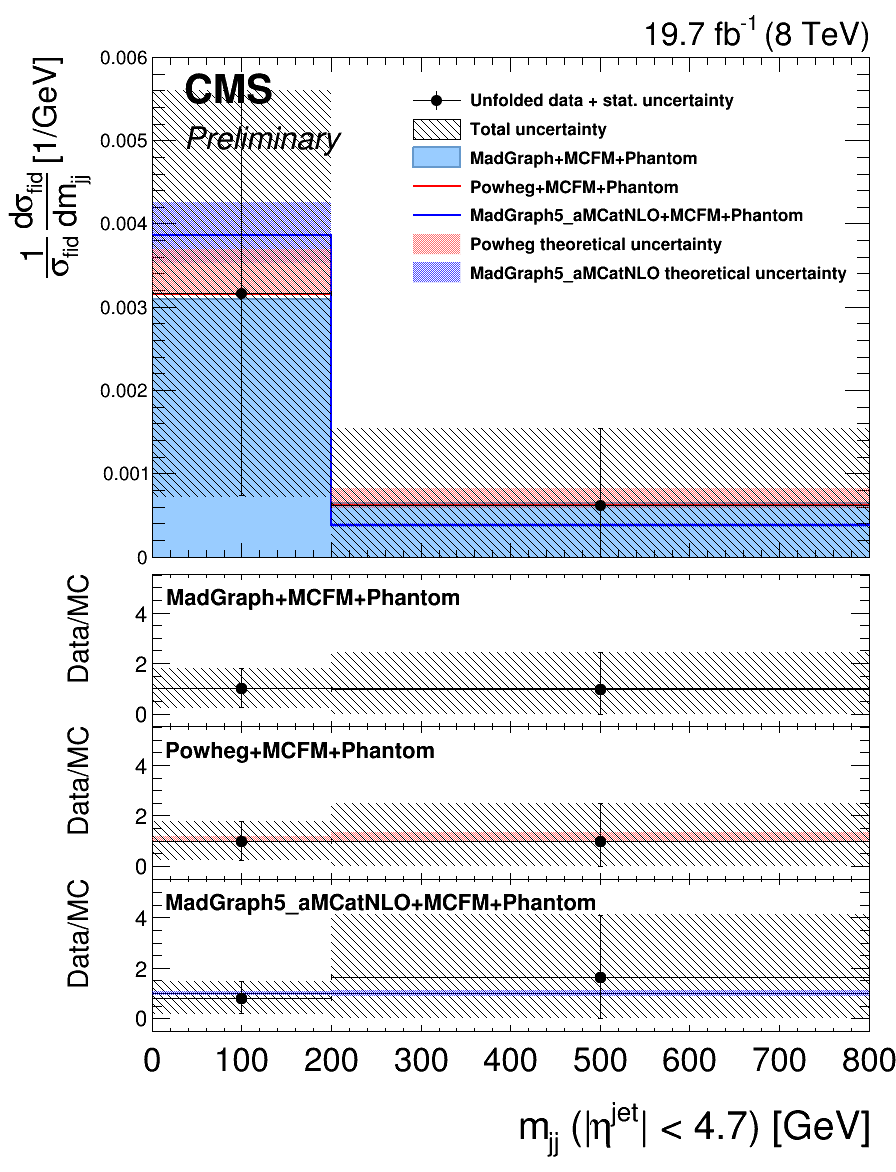 19.7 fb⁻¹ (8 TeV)
CMS
Preliminary
1/σ_fid dσ_fid/dm_jj [1/GeV]
0.006
0.005
0.004
0.003
0.002
0.001
0
Unfolded data + stat. uncertainty
Total uncertainty
MadGraph+MCFM+Phantom
Powheg+MCFM+Phantom
MadGraph5_aMCatNLO+MCFM+Phantom
Powheg theoretical uncertainty
MadGraph5_aMCatNLO theoretical uncertainty
Data/MC
MadGraph+MCFM+Phantom
4
2
0
Data/MC
Powheg+MCFM+Phantom
4
2
0
Data/MC
MadGraph5_aMCatNLO+MCFM+Phantom
4
2
0
0 100 200 300 400 500 600 700 800
m_jj (|η^jet| < 4.7) [GeV]